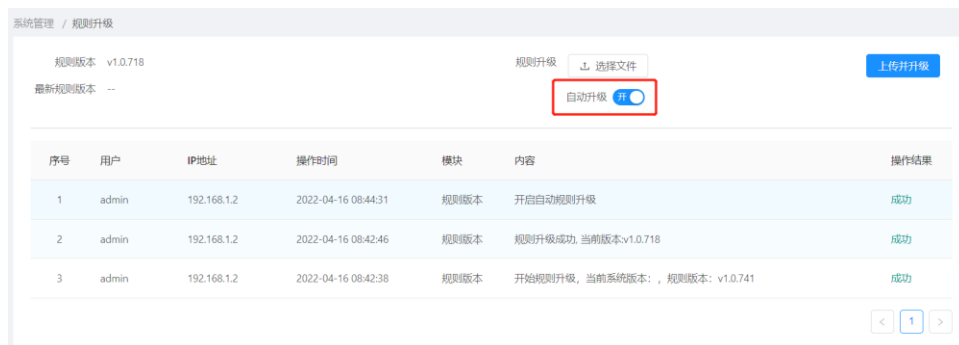 系统管理 / 规则升级
规则版本 v1.0.718 规则升级 选择文件 上传并升级
最新规则版本 -- 自动升级 开
序号 用户 IP地址 操作时间 模块 内容 操作结果
1 admin 192.168.1.2 2022-04-16 08:44:31 规则版本 开启自动规则升级 成功
2 admin 192.168.1.2 2022-04-16 08:42:46 规则版本 规则升级成功, 当前版本:v1.0.718 成功
3 admin 192.168.1.2 2022-04-16 08:42:38 规则版本 开始规则升级，当前系统版本：，规则版本：v1.0.741 成功
< 1 >